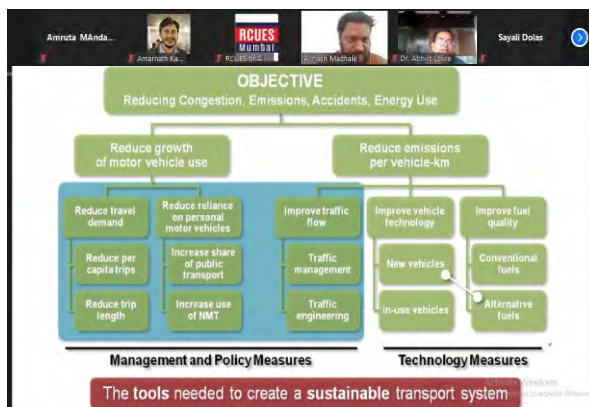 Amruta MAnda...
Amarnath Ka...
RCUES
Mumbai
RCUES of
Avinash Madhale
Dr. Abhijit Lokre
Sayali Dolas
OBJECTIVE
Reducing Congestion, Emissions, Accidents, Energy Use
Reduce growth
of motor vehicle use
Reduce emissions
per vehicle-km
Reduce travel
demand
Reduce reliance
on personal
motor vehicles
Improve traffic
flow
Improve vehicle
technology
Improve fuel
quality
Reduce per
capita trips
Increase share
of public
transport
Traffic
management
New vehicles
Conventional
fuels
Reduce trip
length
Increase use
of NMT
Traffic
engineering
In-use vehicles
Alternative
fuels
Management and Policy Measures
Technology Measures
Activate Windows
The tools needed to create a sustainable transport system